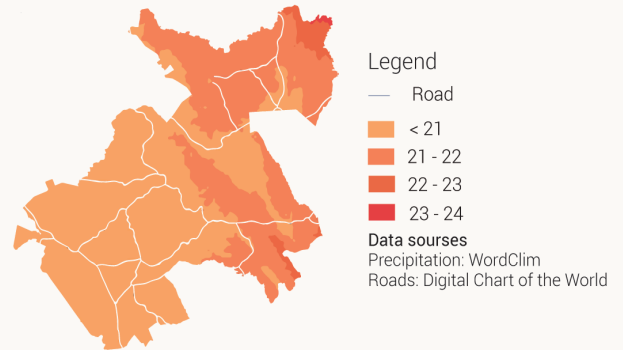 Legend
Road
< 21
21 - 22
22 - 23
23 - 24
Data sourses
Precipitation: WordClim
Roads: Digital Chart of the World